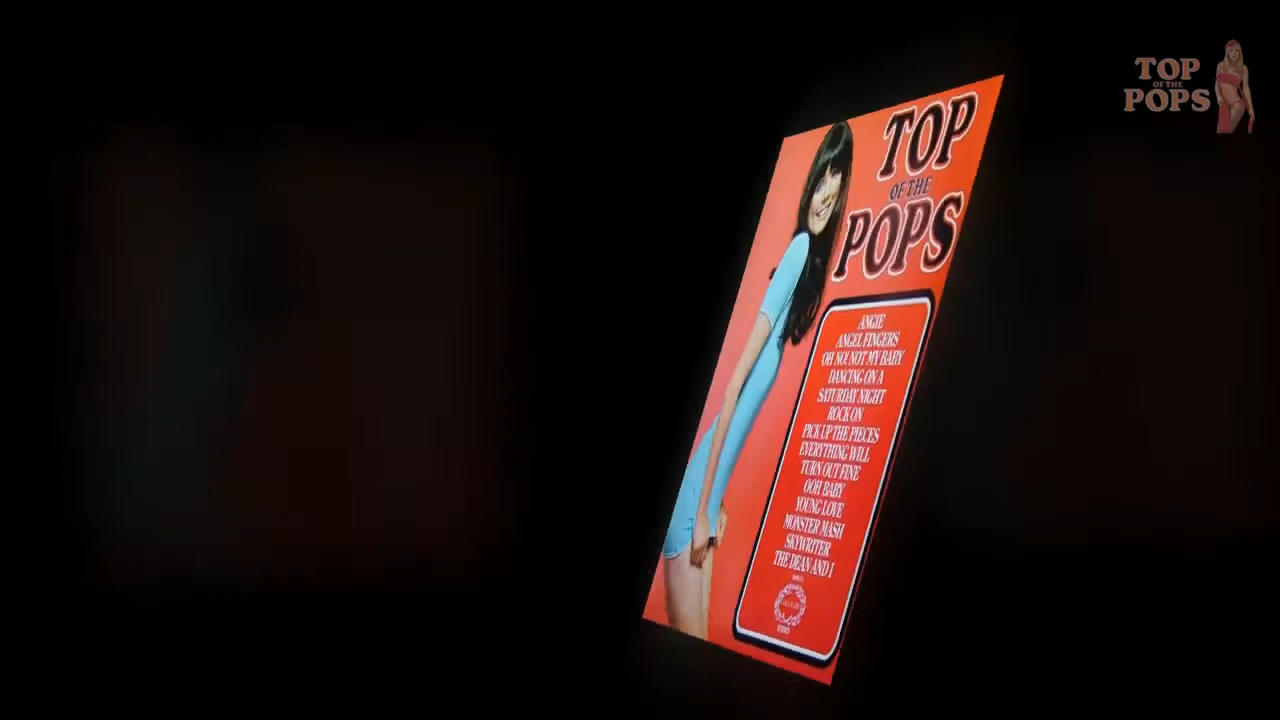 TOP
OF THE
POPS
TOP
OF THE
POPS
ANGIE
ANGEL FINGERS
OH NO! NOT MY BABY
DANCING ON A
SATURDAY NIGHT
ROCK ON
PICK UP THE PIECES
EVERYTHING WILL
TURN OUT FINE
OOH BABY
YOUNG LOVE
MONSTER MASH
SKYWRITER
THE DEAN AND I
STEREO